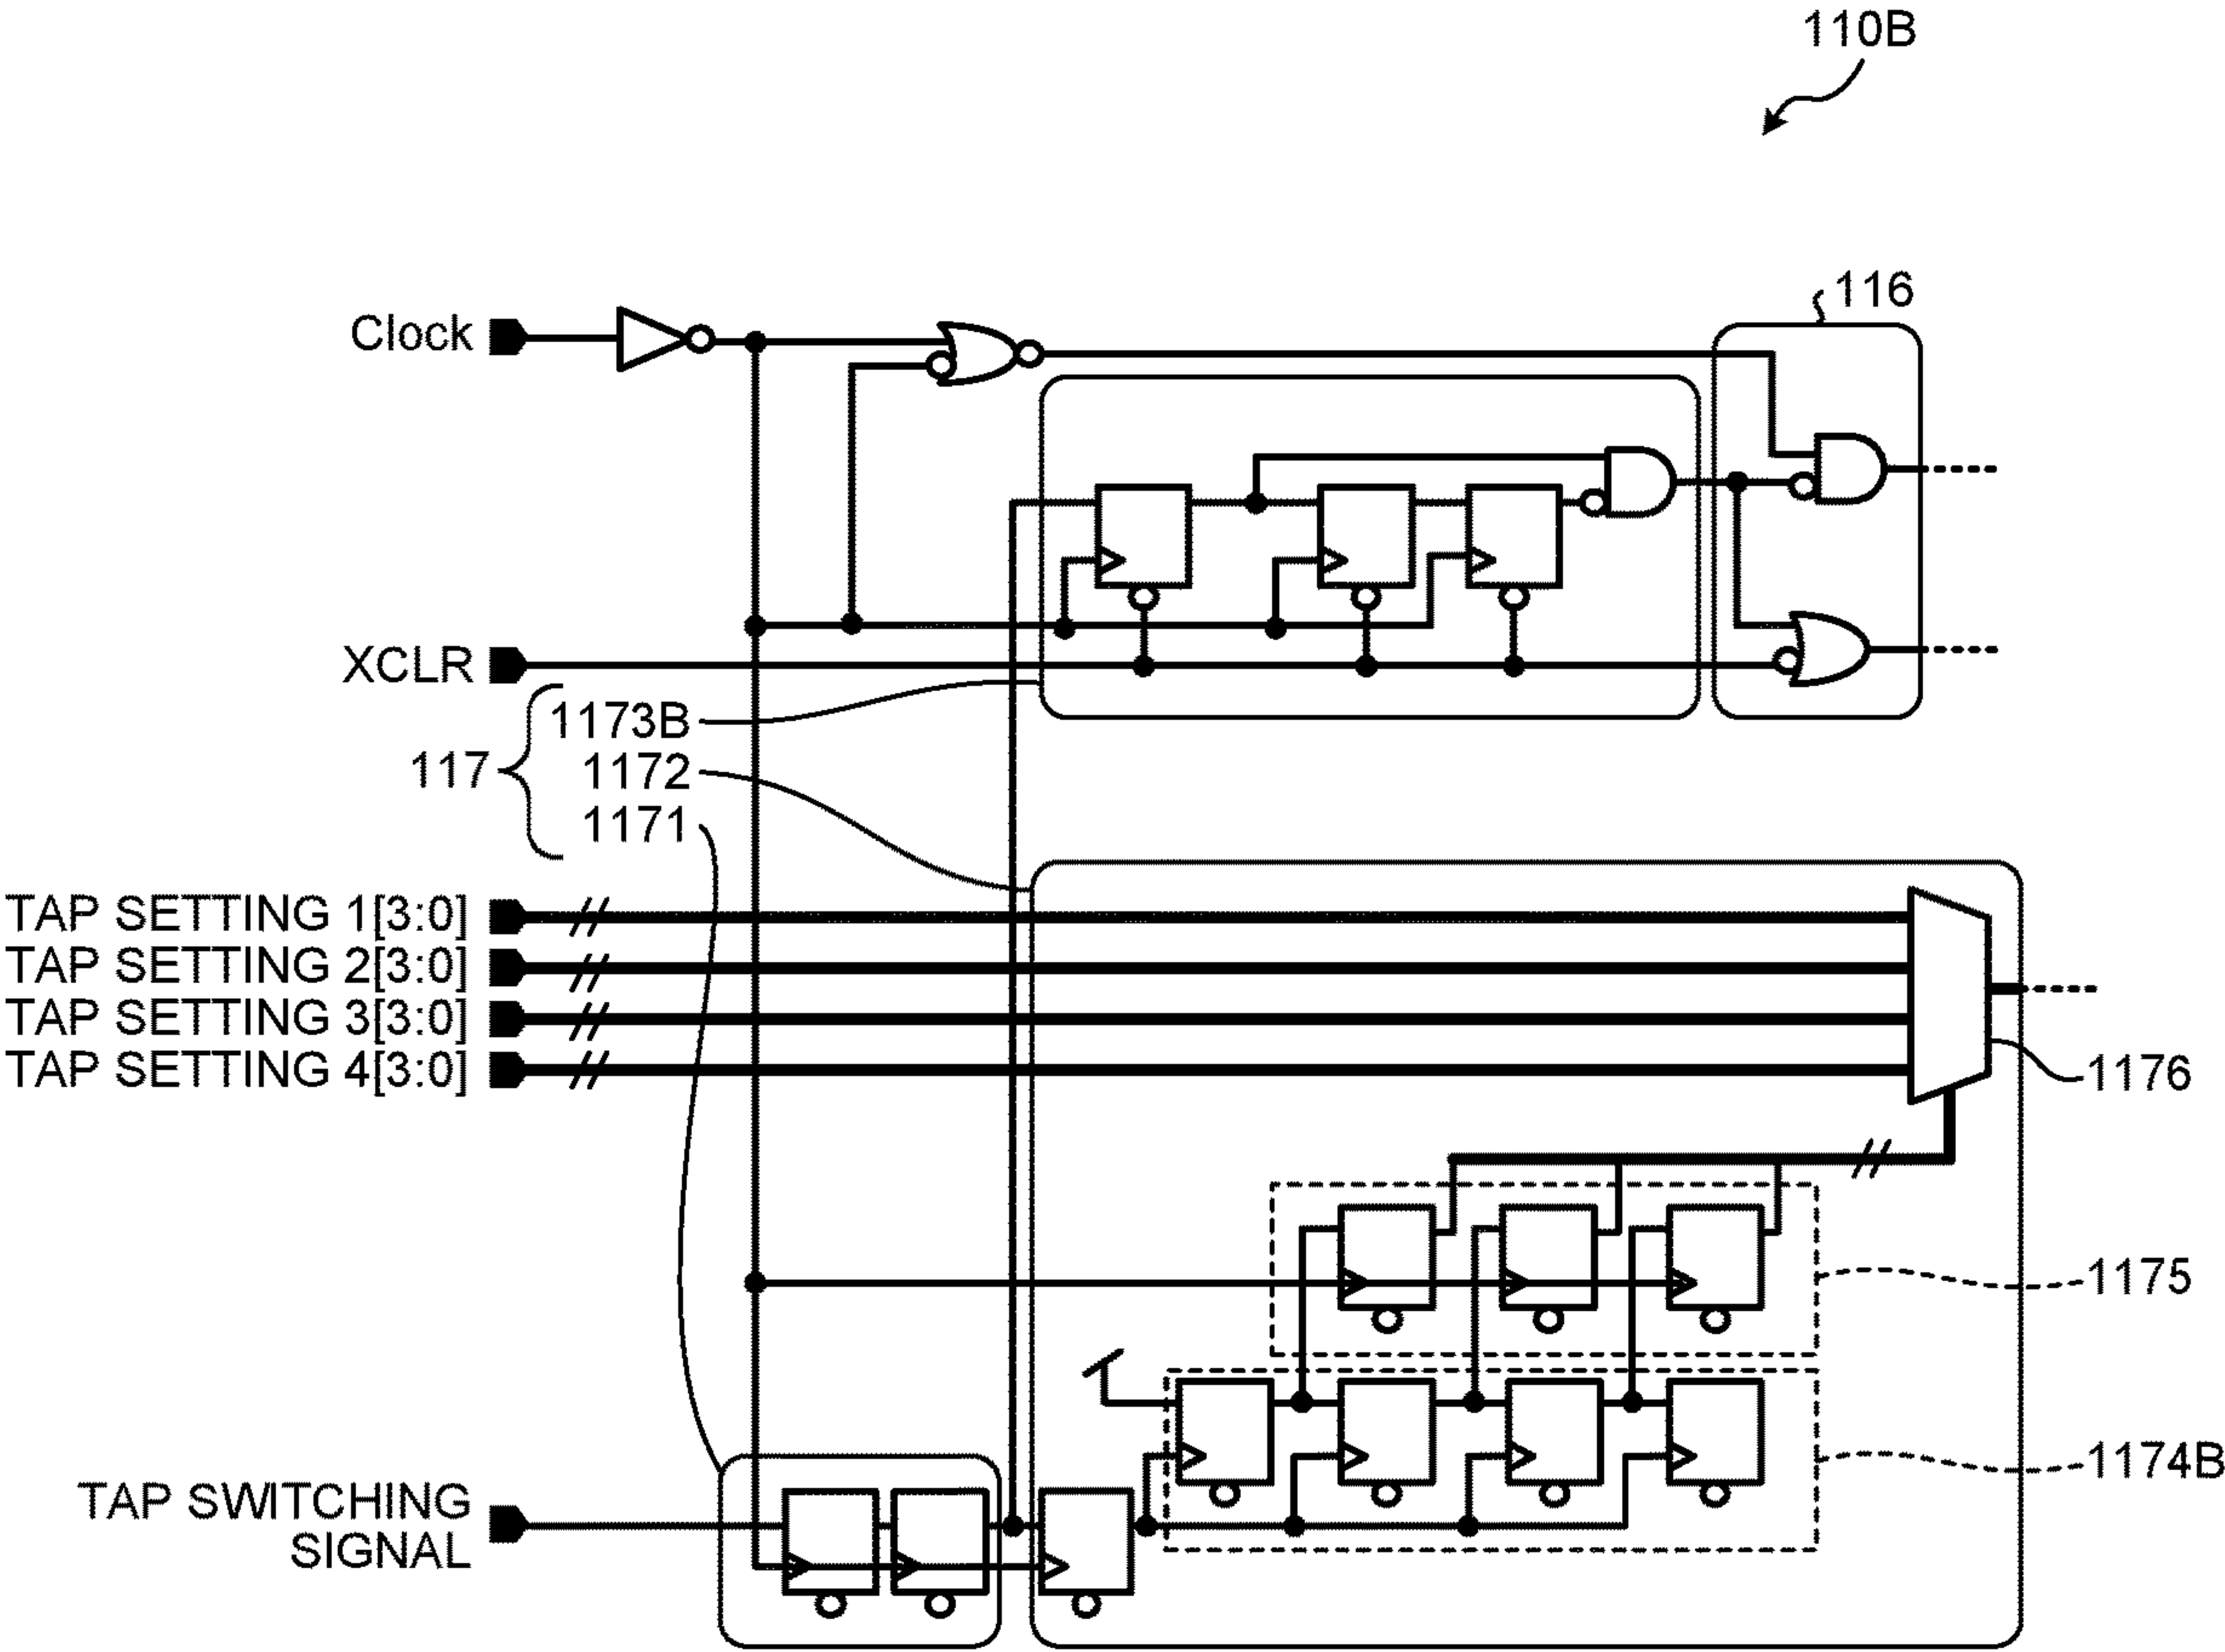 110B
116
Clock
XCLR
1173B
117
1172
1171
TAP SETTING 1[3:0]
TAP SETTING 2[3:0]
TAP SETTING 3[3:0]
TAP SETTING 4[3:0]
1176
1175
1174B
TAP SWITCHING
SIGNAL